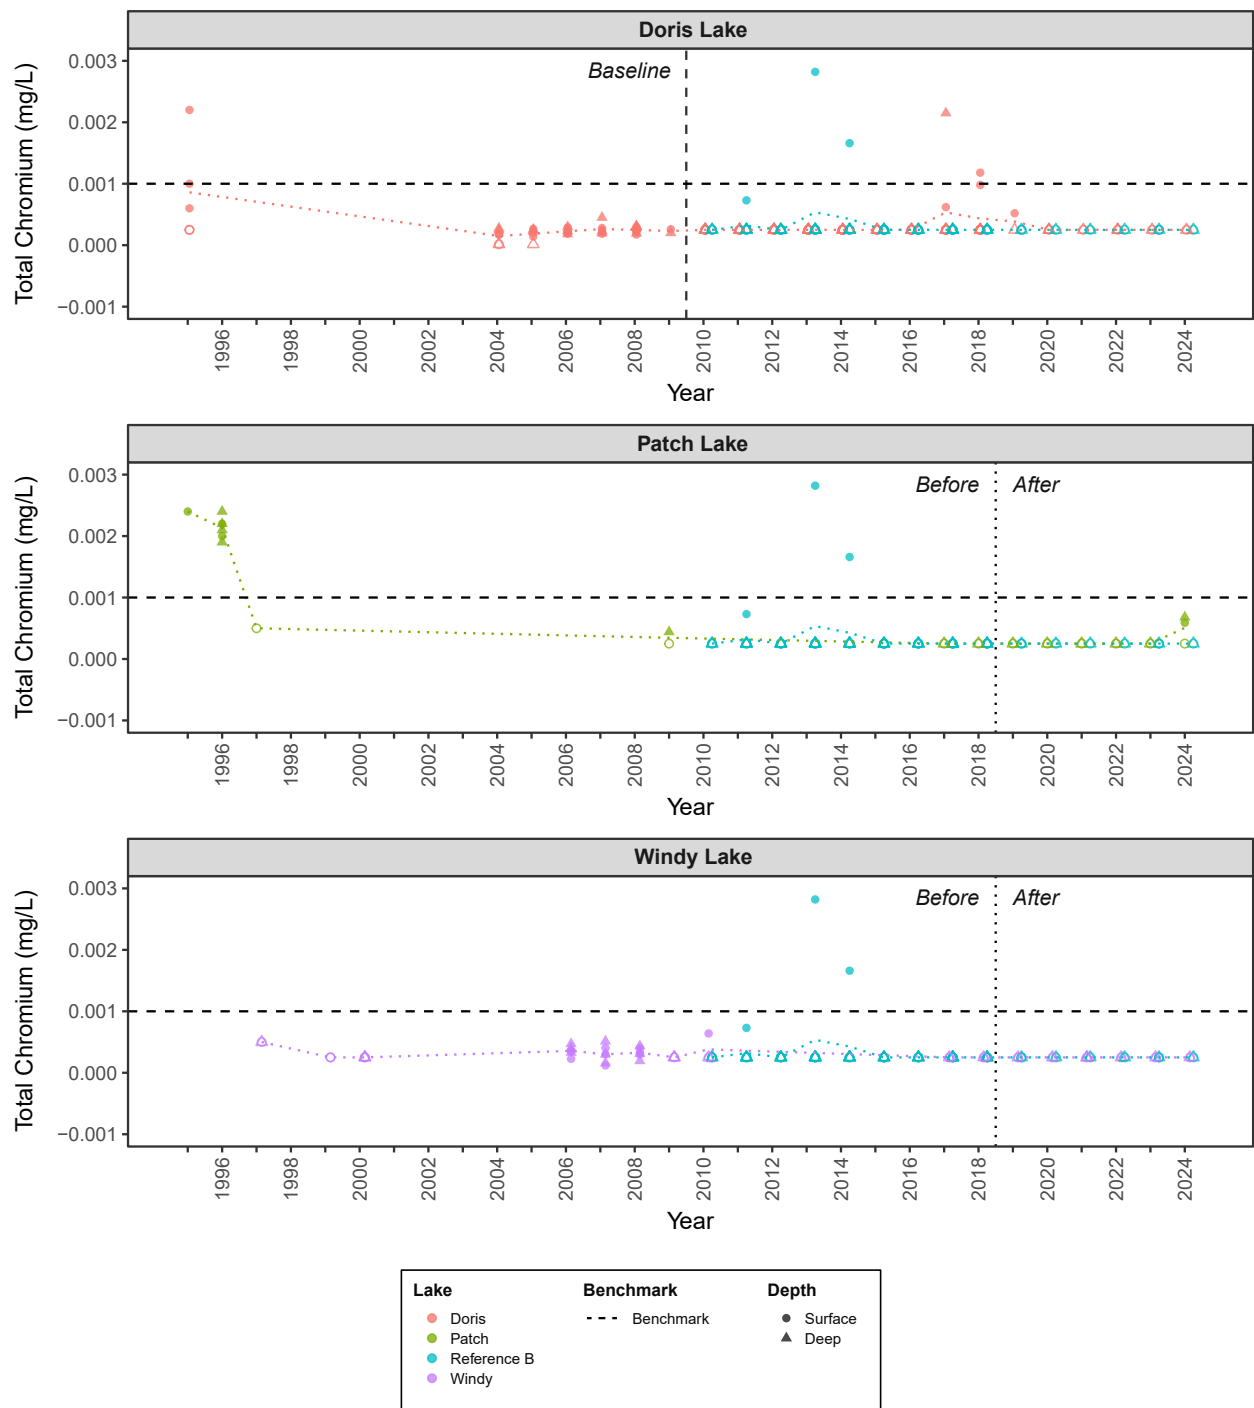 Doris Lake
Total Chromium (mg/L)
Baseline
0.003
0.002
0.001
0.000
−0.001
1996 1998 2000 2002 2004 2006 2008 2010 2012 2014 2016 2018 2020 2022 2024
Year
Patch Lake
Total Chromium (mg/L)
Before After
0.003
0.002
0.001
0.000
−0.001
1996 1998 2000 2002 2004 2006 2008 2010 2012 2014 2016 2018 2020 2022 2024
Year
Windy Lake
Total Chromium (mg/L)
Before After
0.003
0.002
0.001
0.000
−0.001
1996 1998 2000 2002 2004 2006 2008 2010 2012 2014 2016 2018 2020 2022 2024
Year
Lake
Doris
Patch
Reference B
Windy
Benchmark
Benchmark
Depth
Surface
Deep